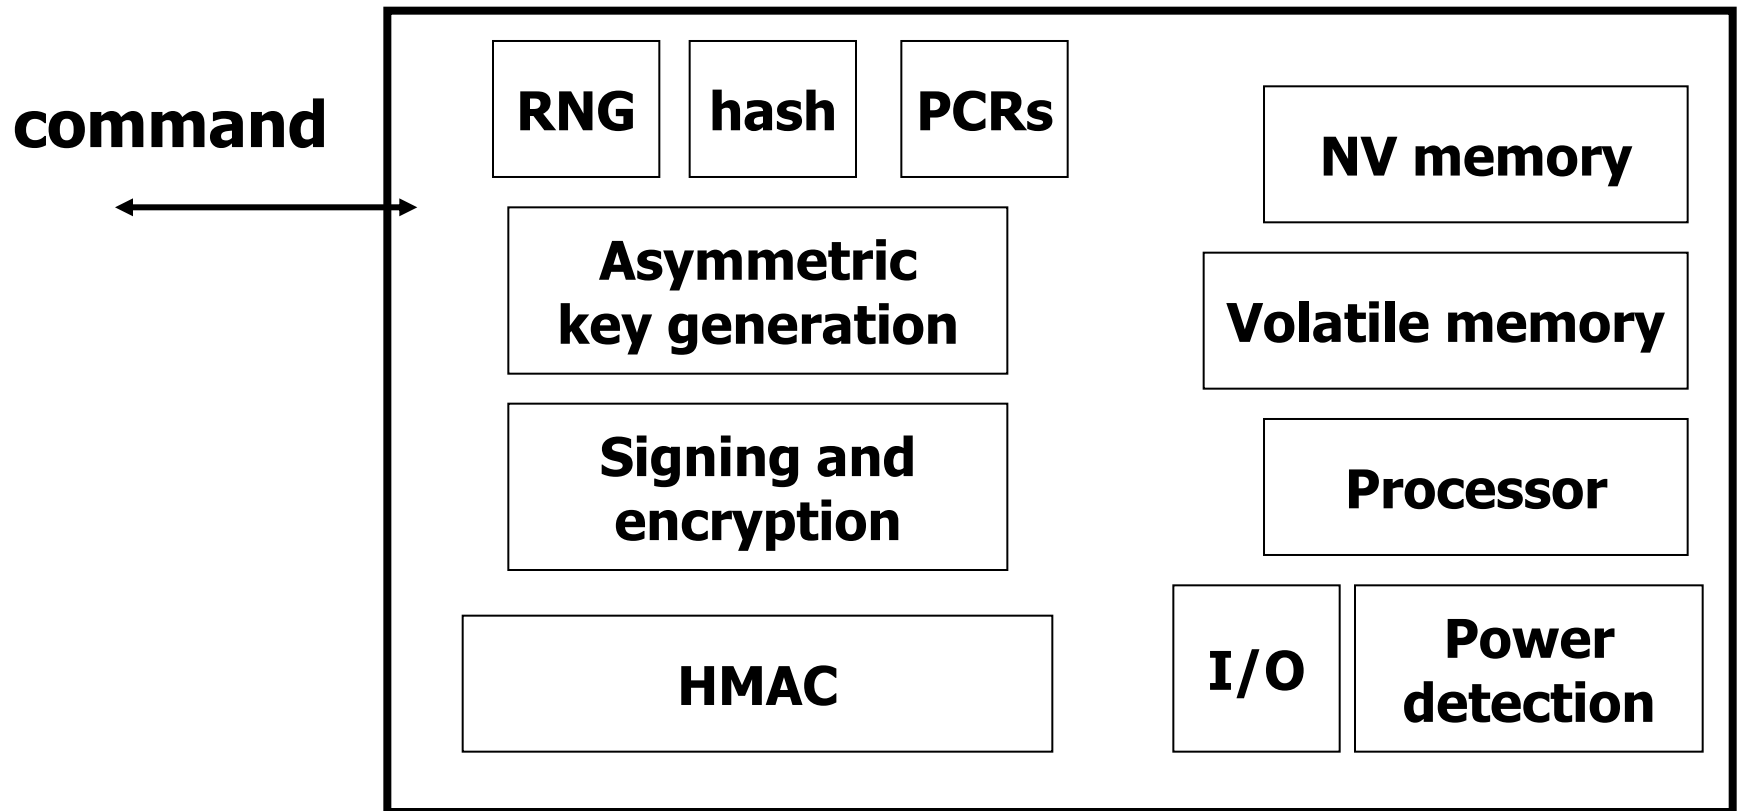 command
RNG
hash
PCRs
Asymmetric
key generation
Signing and
encryption
HMAC
NV memory
Volatile memory
Processor
I/O
Power
detection